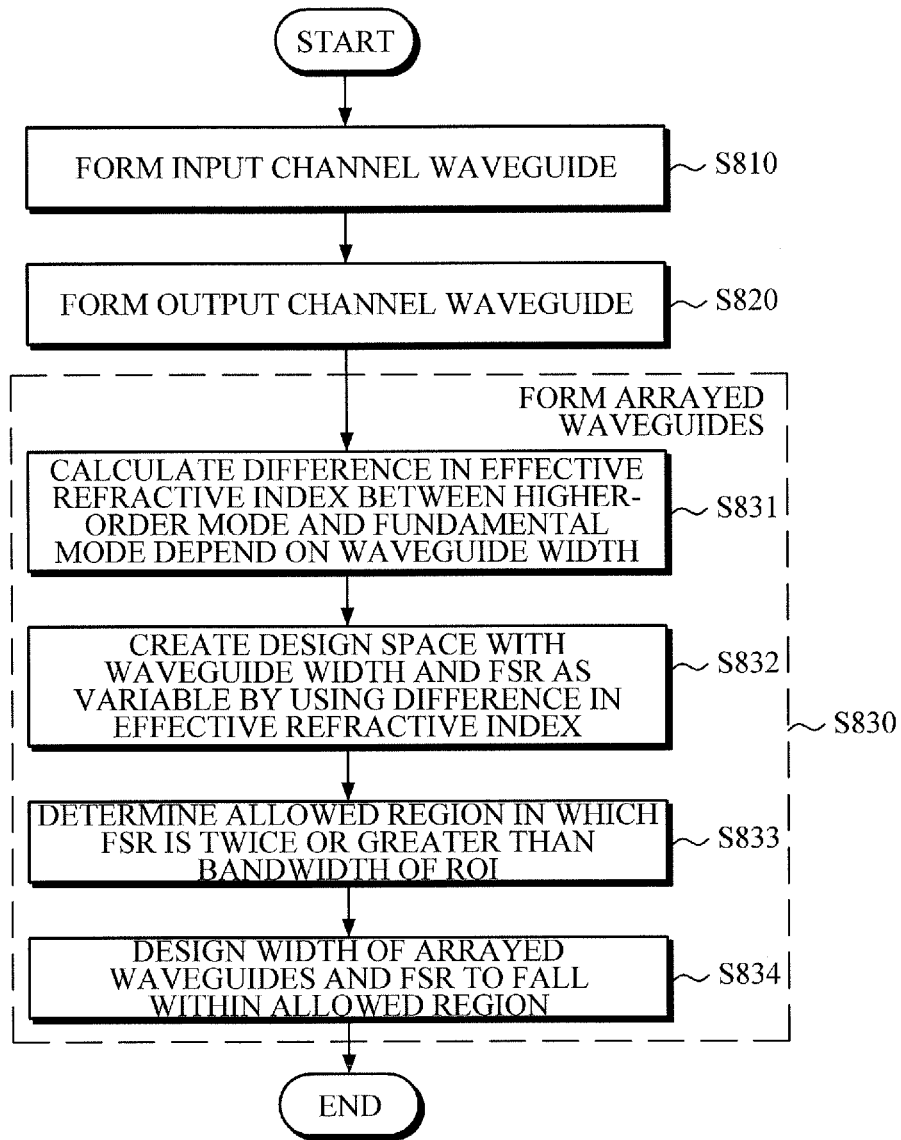 START
FORM INPUT CHANNEL WAVEGUIDE
S810
FORM OUTPUT CHANNEL WAVEGUIDE
S820
FORM ARRAYED
WAVEGUIDES
CALCULATE DIFFERENCE IN EFFECTIVE
REFRACTIVE INDEX BETWEEN HIGHER-
ORDER MODE AND FUNDAMENTAL
MODE DEPEND ON WAVEGUIDE WIDTH
S831
CREATE DESIGN SPACE WITH
WAVEGUIDE WIDTH AND FSR AS
VARIABLE BY USING DIFFERENCE IN
EFFECTIVE REFRACTIVE INDEX
S832
S830
DETERMINE ALLOWED REGION IN WHICH
FSR IS TWICE OR GREATER THAN
BANDWIDTH OF ROI
S833
DESIGN WIDTH OF ARRAYED
WAVEGUIDES AND FSR TO FALL
WITHIN ALLOWED REGION
S834
END